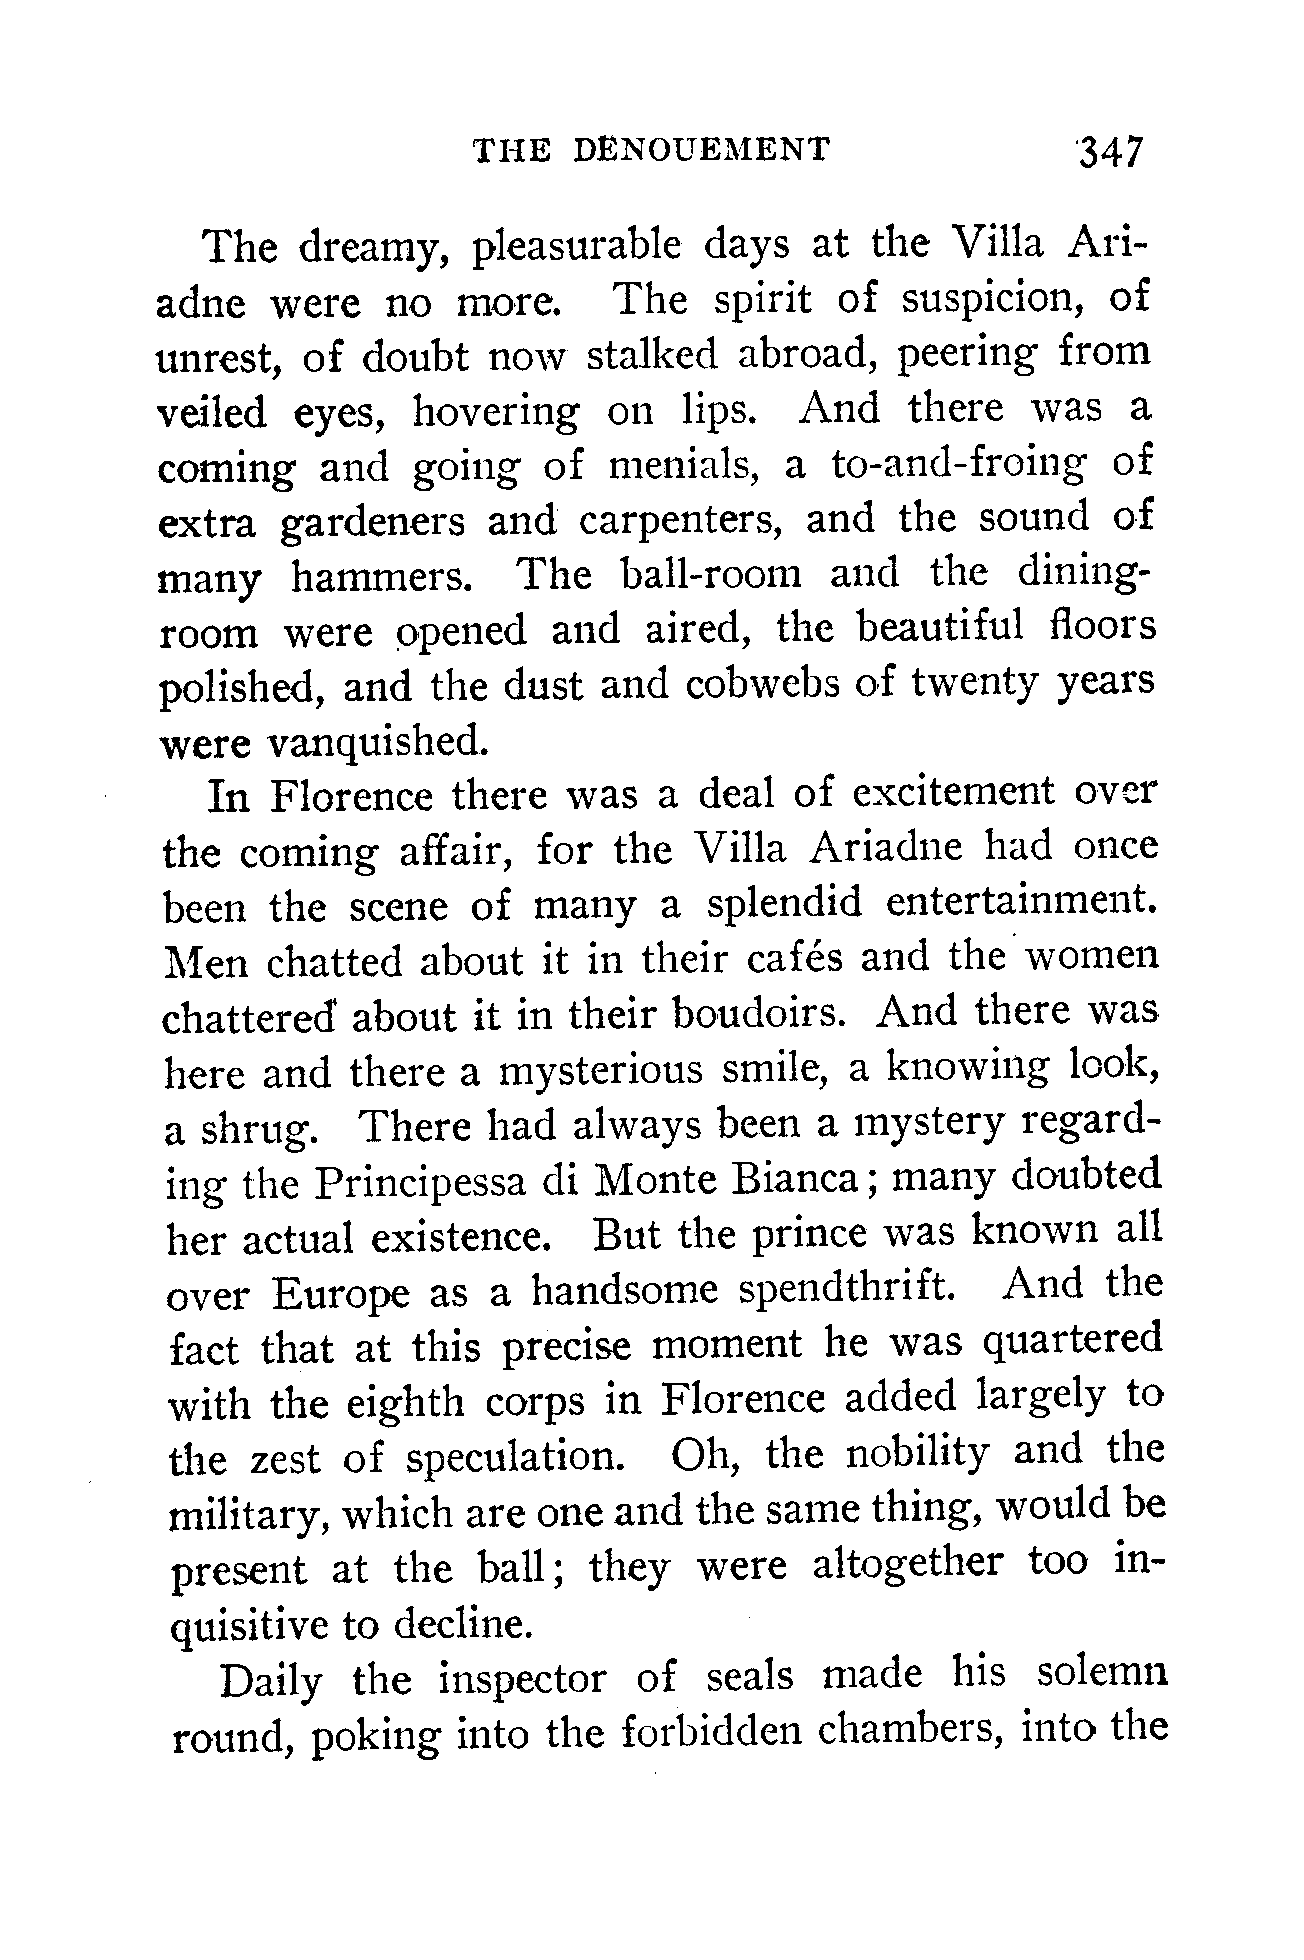 THE DÉNOUEMENT 347
The dreamy, pleasurable days at the Villa Ari-
adne were no more. The spirit of suspicion, of
unrest, of doubt now stalked abroad, peering from
veiled eyes, hovering on lips. And there was a
coming and going of menials, a to-and-froing of
extra gardeners and carpenters, and the sound of
many hammers. The ball-room and the dining-
room were opened and aired, the beautiful floors
polished, and the dust and cobwebs of twenty years
were vanquished.
In Florence there was a deal of excitement over
the coming affair, for the Villa Ariadne had once
been the scene of many a splendid entertainment.
Men chatted about it in their cafés and the women
chattered about it in their boudoirs. And there was
here and there a mysterious smile, a knowing look,
a shrug. There had always been a mystery regard-
ing the Principessa di Monte Bianca; many doubted
her actual existence. But the prince was known all
over Europe as a handsome spendthrift. And the
fact that at this precise moment he was quartered
with the eighth corps in Florence added largely to
the zest of speculation. Oh, the nobility and the
military, which are one and the same thing, would be
present at the ball; they were altogether too in-
quisitive to decline.
Daily the inspector of seals made his solemn
round, poking into the forbidden chambers, into the